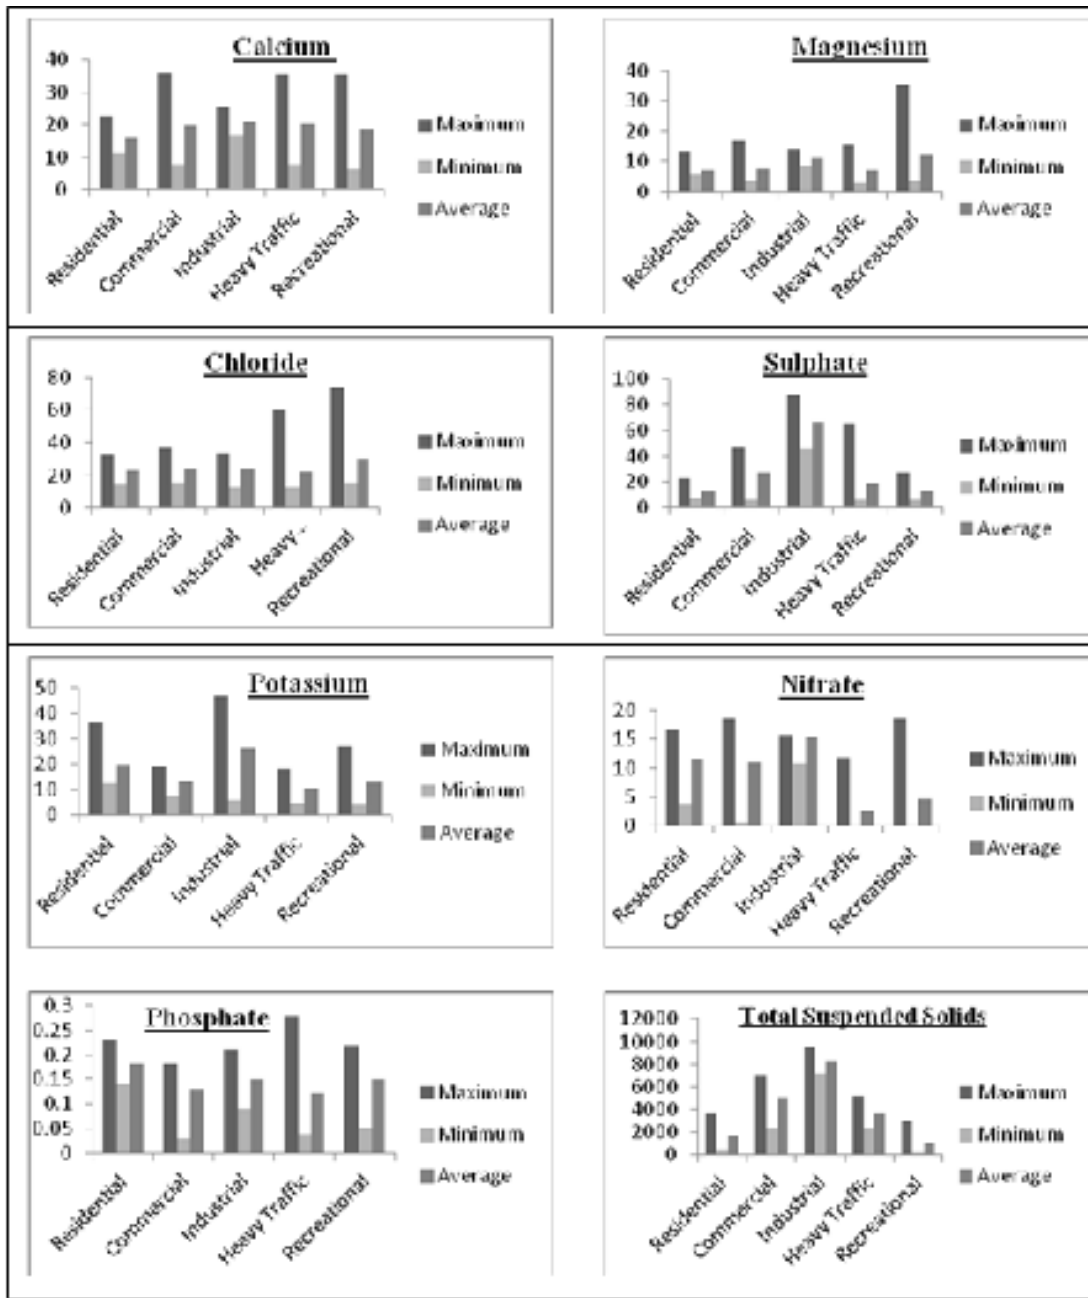 Calcium
40
30
20
10
0
Maximum
Minimum
Average
Residential
Commercial
Industrial
Heavy Traffic
Recreational
Magnesium
40
30
20
10
0
Maximum
Minimum
Average
Residential
Commercial
Industrial
Heavy Traffic
Recreational
Chloride
80
60
40
20
0
Maximum
Minimum
Average
Residential
Commercial
Industrial
Heavy .
Recreational
Sulphate
100
80
60
40
20
0
Maximum
Minimum
Average
Residential
Commercial
Industrial
Heavy Traffic
Recreational
Potassium
50
40
30
20
10
0
Maximum
Minimum
Average
Residential
Commercial
Industrial
Heavy Traffic
Recreational
Nitrate
20
15
10
5
0
Maximum
Minimum
Average
Residential
Commercial
Industrial
Heavy Traffic
Recreational
Phosphate
0.3
0.25
0.2
0.15
0.1
0.05
0
Maximum
Minimum
Average
Residential
Commercial
Industrial
Heavy Traffic
Recreational
Total Suspended Solids
12000
10000
8000
6000
4000
2000
0
Maximum
Minimum
Average
Residential
Commercial
Industrial
Heavy Traffic
Recreational